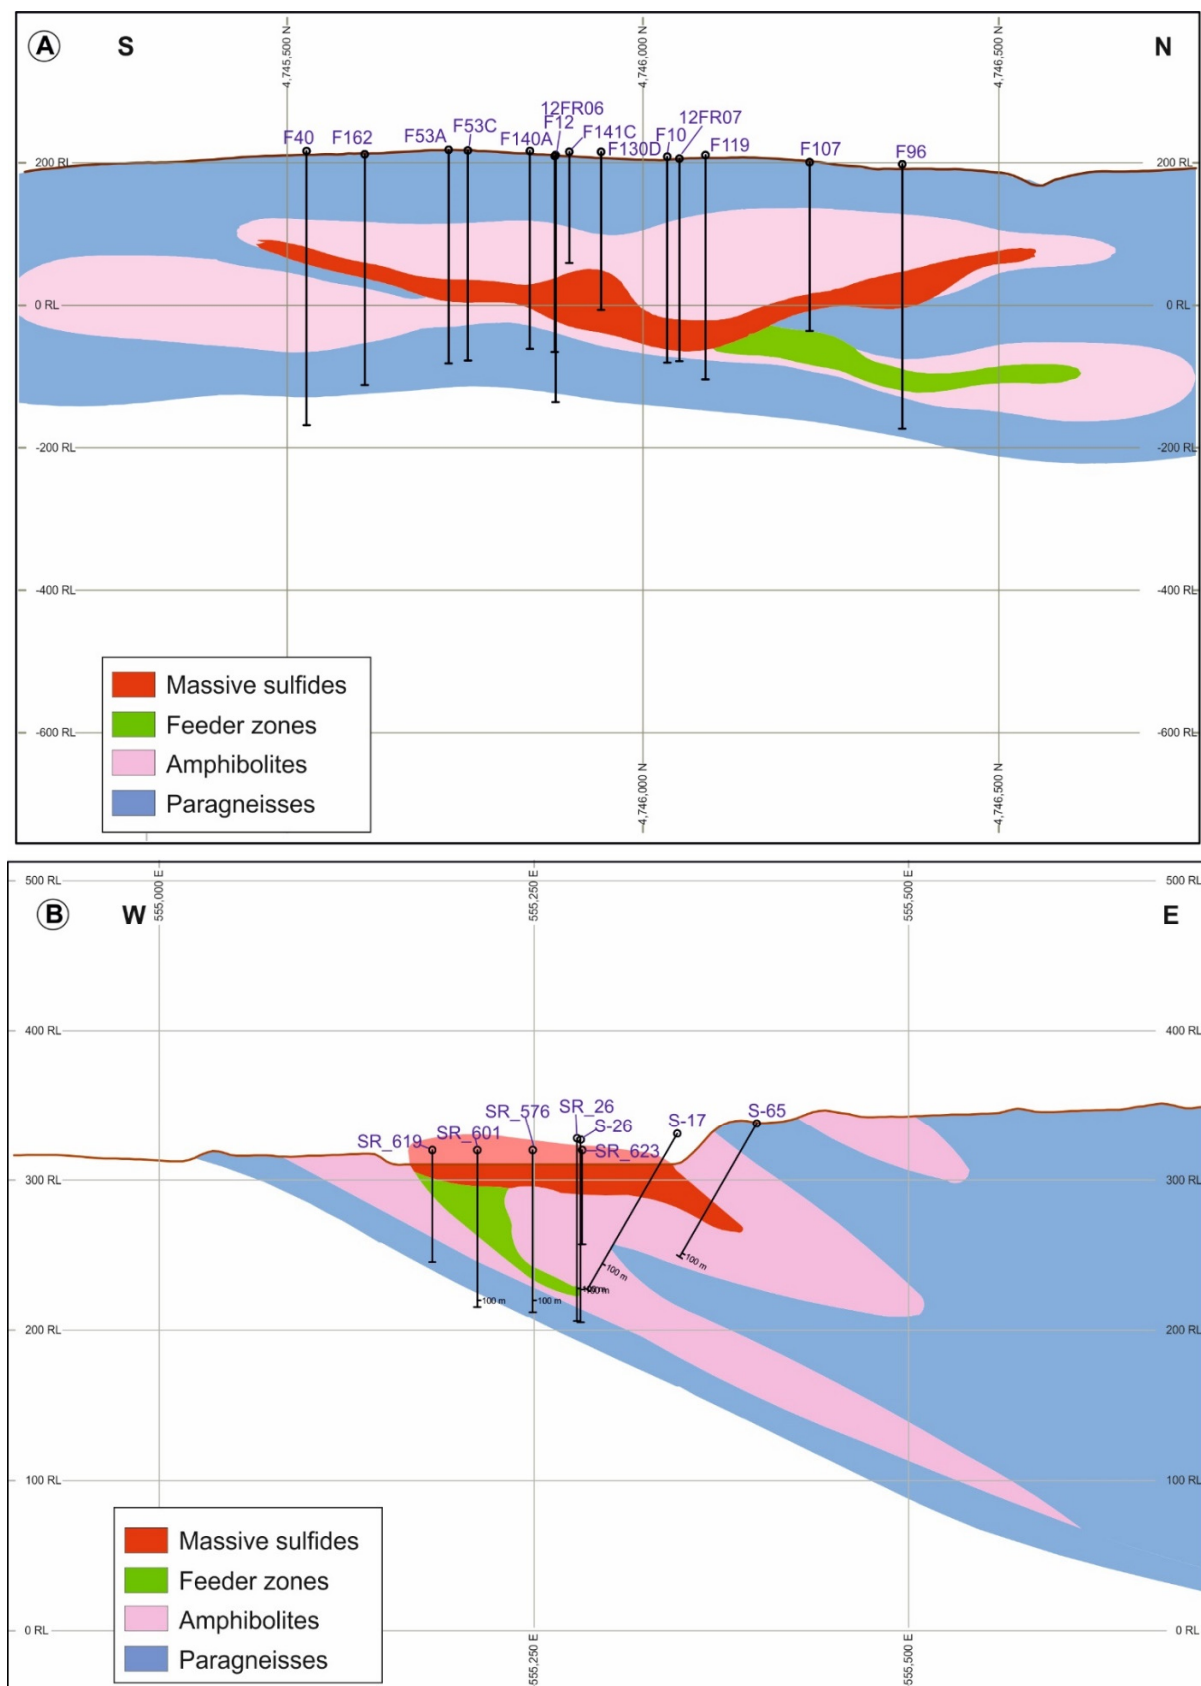 A S N
4,745,500 N 4,746,000 N 4,746,500 N
12FR06
F53C F12 F10 12FR07
F40 F162 F53A F140A F141C F130D F119 F107 F96
200 RL 200 RL
0 RL 0 RL
-200 RL -200 RL
-400 RL -400 RL
-600 RL -600 RL
Massive sulfides
Feeder zones
Amphibolites
Paragneisses
4,746,000 N 4,746,500 N
500 RL 500 RL
B W E
555,000 E 555,250 E 555,500 E
400 RL 400 RL
SR_26
SR_576 S-26 S-17 S-65
SR_619 SR_601 SR_623
300 RL 300 RL
100 m
100 m
100 m 100 m
200 RL 200 RL
100 RL 100 RL
Massive sulfides
Feeder zones
Amphibolites
Paragneisses
0 RL 0 RL
555,250 E 555,500 E